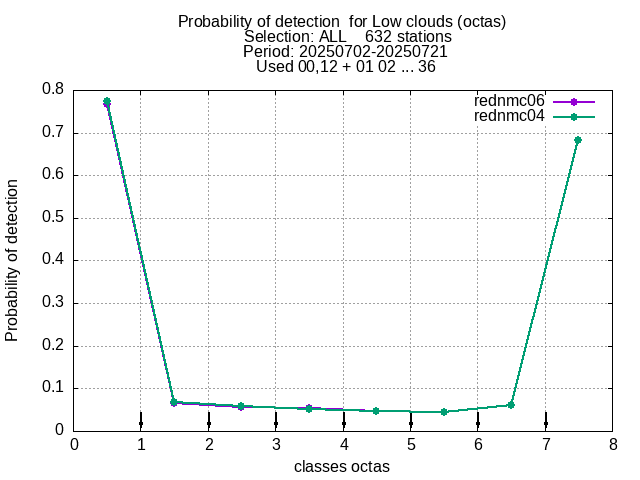 Probability of detection  for Low clouds (octas)
Selection: ALL    632 stations
Period: 20250702-20250721
Used 00,12 + 01 02 ... 36
rednmc06
rednmc04
0.8
0.7
0.6
0.5
0.4
0.3
0.2
0.1
0
Probability of detection
0 1 2 3 4 5 6 7 8
classes octas